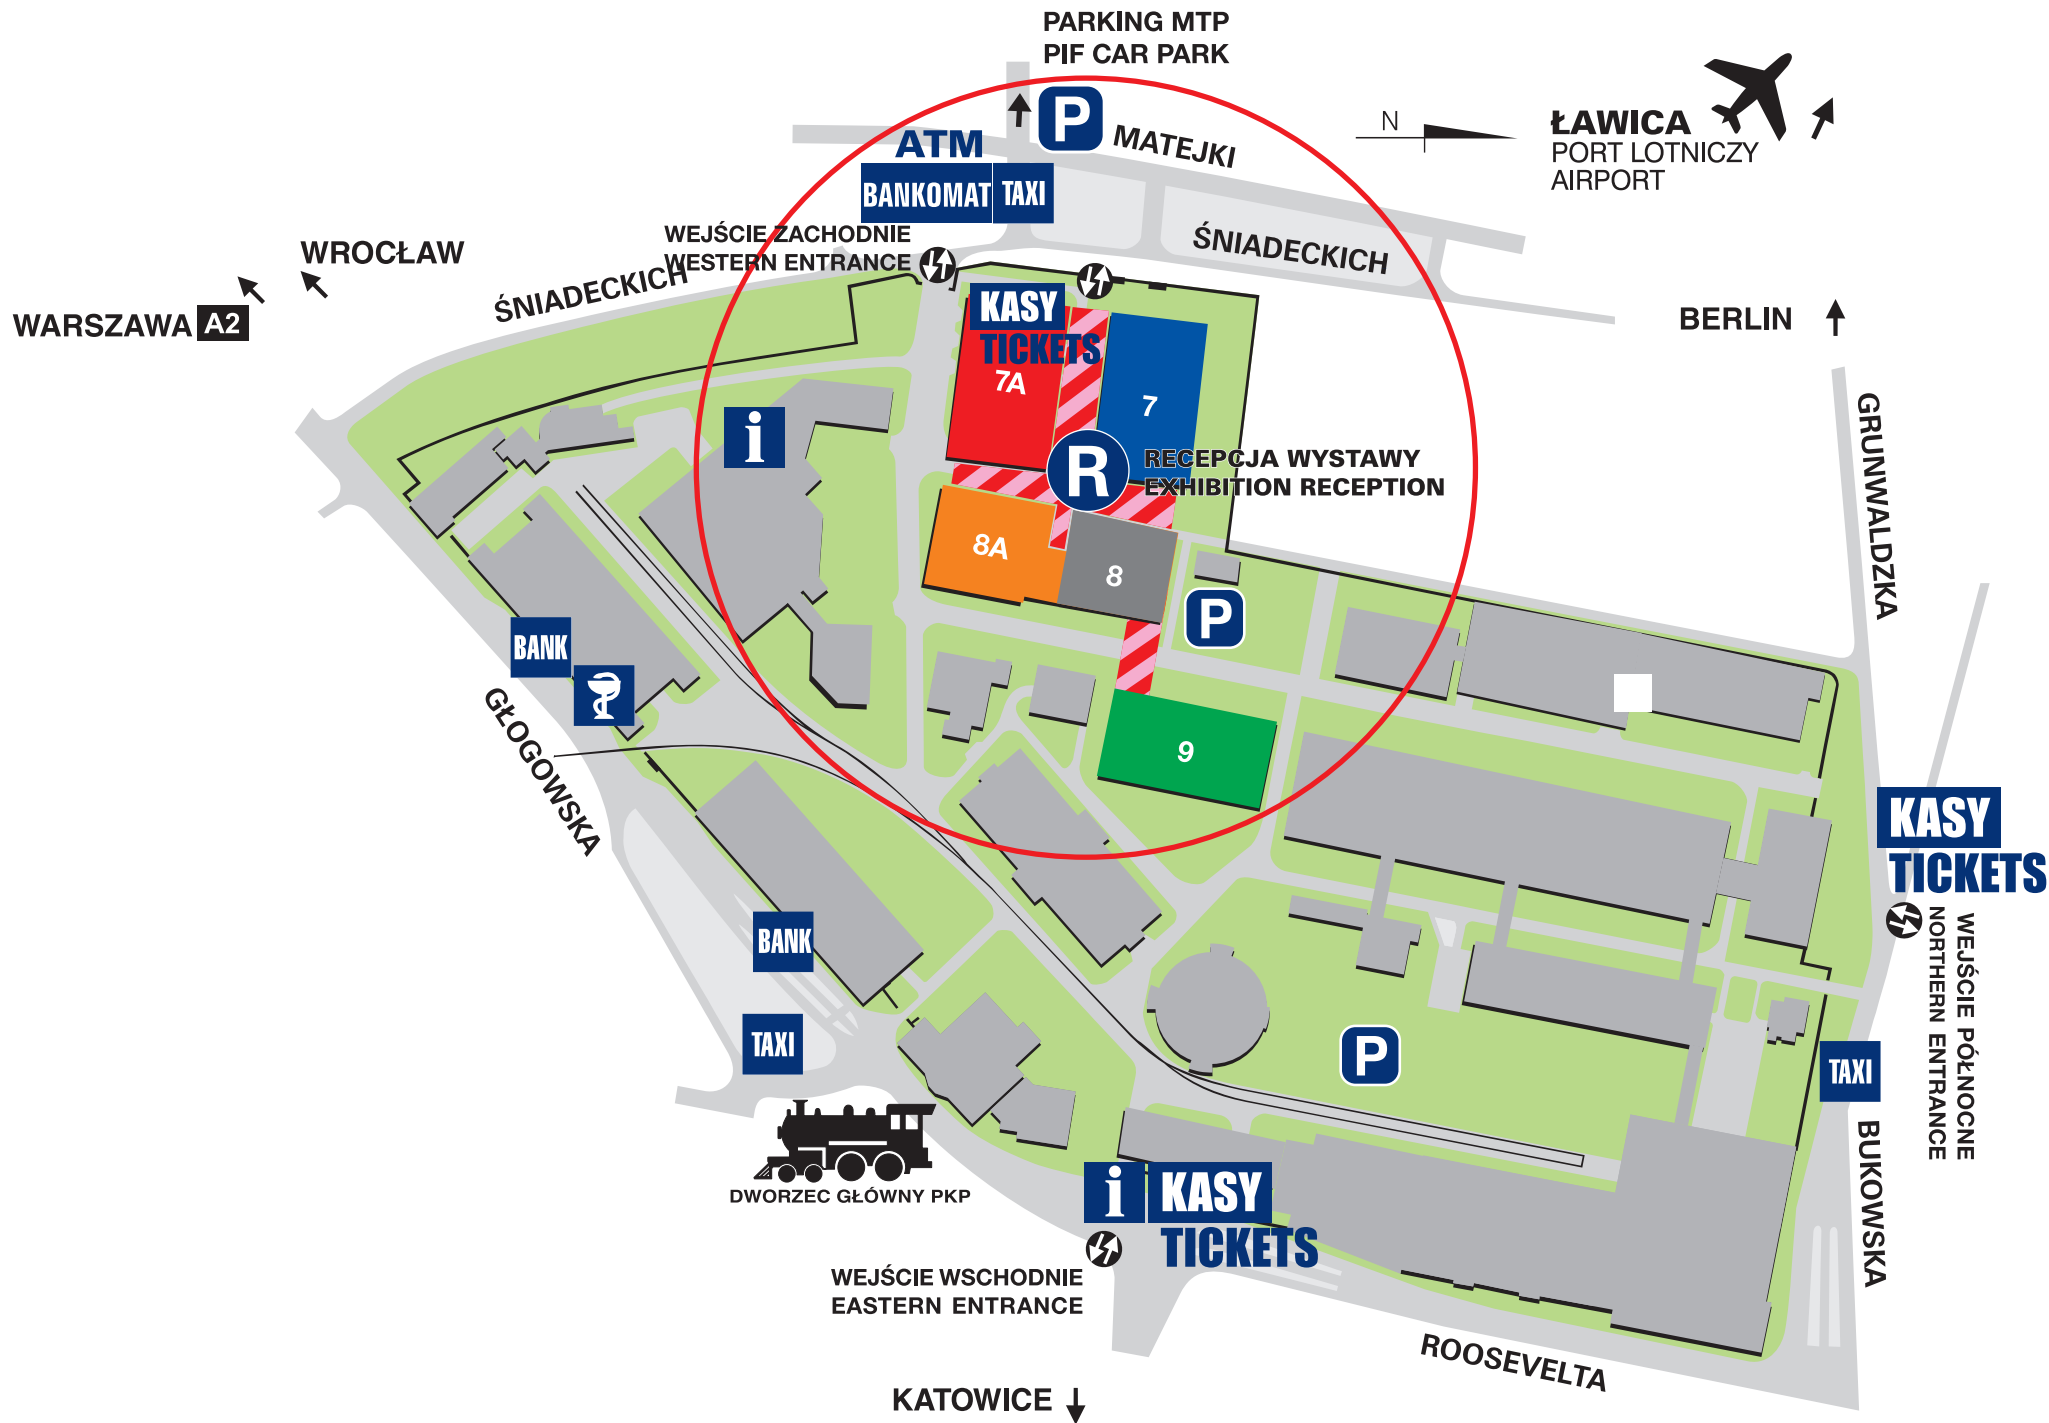 PARKING MTP
PIF CAR PARK
P
MATEJKI
N
ŁAWICA
PORT LOTNICZY
AIRPORT
ATM
BANKOMAT
TAXI
WEJŚCIE ZACHODNIE
WESTERN ENTRANCE
ŚNIADECKICH
WROCŁAW
WARSZAWA A2
ŚNIADECKICH
BERLIN
KASY
TICKETS
7A
7
i
R
RECEPCJA WYSTAWY
EXHIBITION RECEPTION
GRUNWALDZKA
8A
8
P
BANK
GŁOGOWSKA
9
KASY
TICKETS
WEJŚCIE PÓŁNOCNE
NORTHERN ENTRANCE
BANK
TAXI
P
TAXI
BUKOWSKA
DWORZEC GŁÓWNY PKP
i
KASY
TICKETS
WEJŚCIE WSCHODNIE
EASTERN ENTRANCE
ROOSEVELTA
KATOWICE